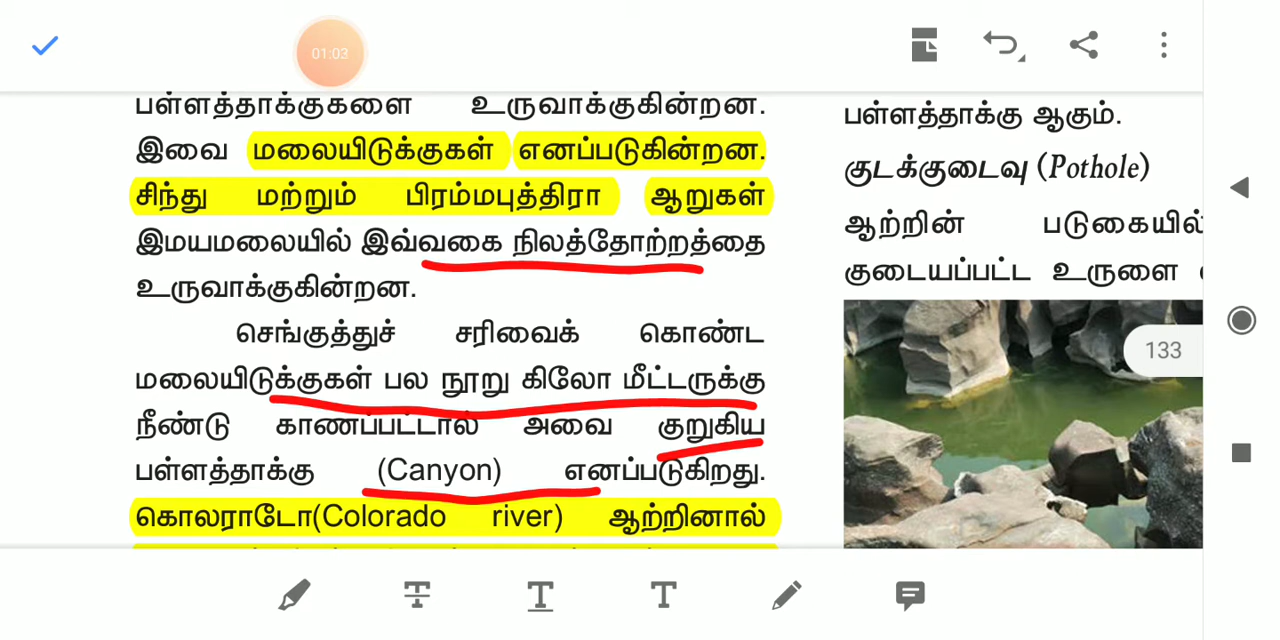 01:03
பள்ளத்தாக்குகளை உருவாக்குகின்றன.
இவை மலையிடுக்குகள் எனப்படுகின்றன.
சிந்து மற்றும் பிரம்மபுத்திரா ஆறுகள்
இமயமலையில் இவ்வகை நிலத்தோற்றத்தை
உருவாக்குகின்றன.
செங்குத்துச் சரிவைக் கொண்ட
மலையிடுக்குகள் பல நூறு கிலோ மீட்டருக்கு
நீண்டு காணப்பட்டால் அவை குறுகிய
பள்ளத்தாக்கு (Canyon) எனப்படுகிறது.
கொலராடோ(Colorado river) ஆற்றினால்
பள்ளத்தாக்கு ஆகும்.
குடக்குடைவு (Pothole)
ஆற்றின் படுகையில்
குடையப்பட்ட உருளை
133